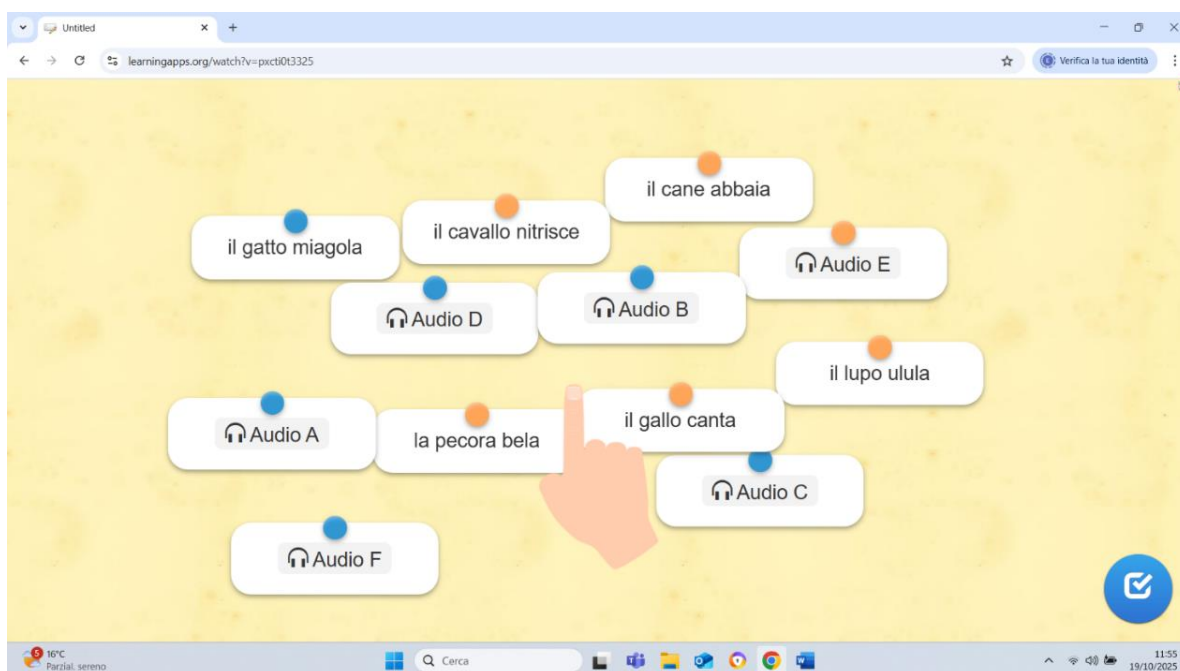 Untitled
learningapps.org/watch?v=pxcti0t3325
Verifica la tua identità
il cane abbaia
il cavallo nitrisce
il gatto miagola
Audio E
Audio B
Audio D
il lupo ulula
il gallo canta
Audio A
la pecora bela
Audio C
Audio F
5
16°C
Parzial. sereno
Cerca
11:55
19/10/2025